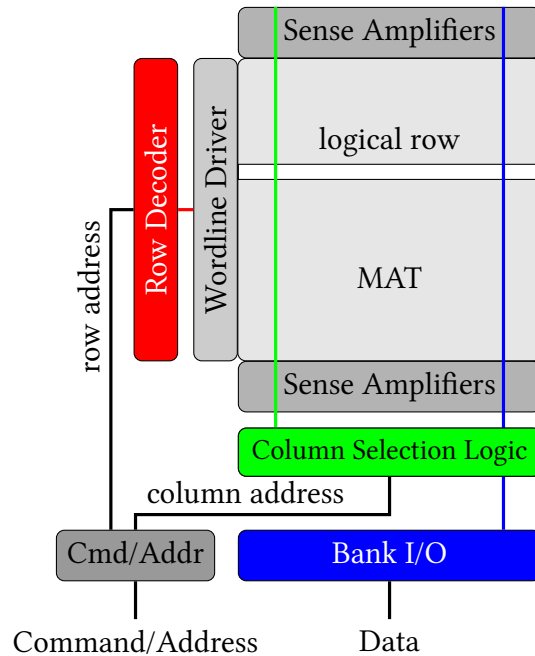 Sense Amplifiers
logical row
Row Decoder
Wordline Driver
row address
MAT
Sense Amplifiers
Column Selection Logic
column address
Cmd/Addr
Bank I/O
Command/Address
Data